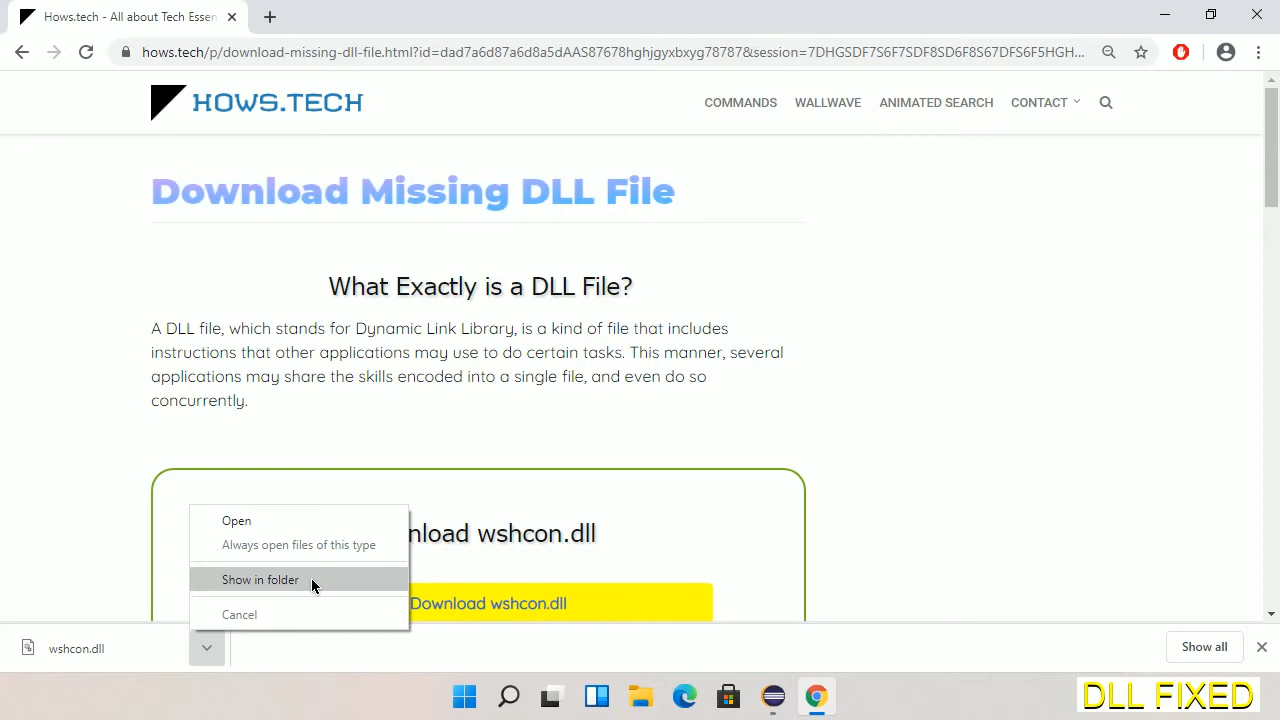 Hows.tech - All about Tech Essen
hows.tech/p/download-missing-dll-file.html?id=dad7a6d87a6d8a5dAAS87678hghjgyxbxyg78787&session=7DHGSDF7S6F7SDF8SD6F8S67DFS6F5HGH...
HOWS.TECH
COMMANDS WALLWAVE ANIMATED SEARCH CONTACT
Download Missing DLL File
What Exactly is a DLL File?
A DLL file, which stands for Dynamic Link Library, is a kind of file that includes
instructions that other applications may use to do certain tasks. This manner, several
applications may share the skills encoded into a single file, and even do so
concurrently.
nload wshcon.dll
Download wshcon.dll
Open
Always open files of this type
Show in folder
Cancel
wshcon.dll
Show all
DLL FIXED